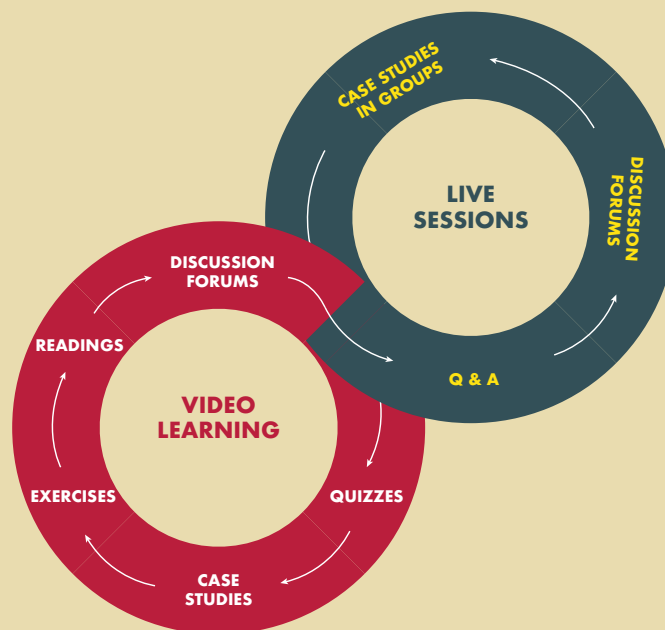 CASE STUDIES
IN GROUPS
LIVE
SESSIONS
DISCUSSION
FORUMS
Q & A
DISCUSSION
FORUMS
READINGS
VIDEO
LEARNING
EXERCISES
QUIZZES
CASE
STUDIES